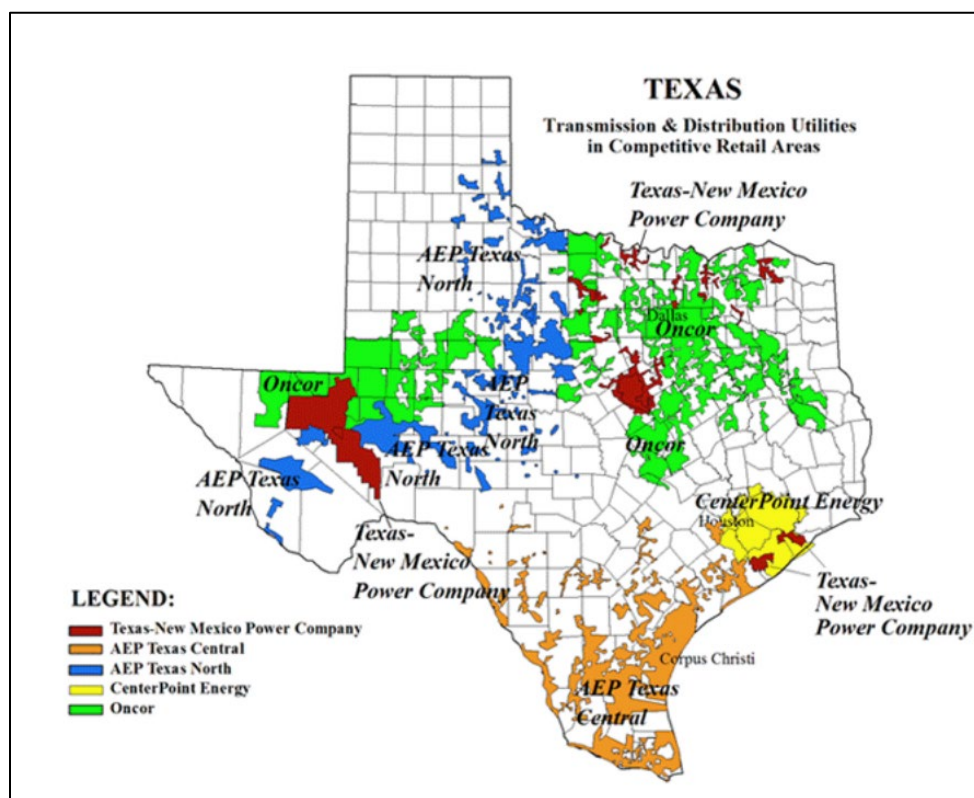 TEXAS
Transmission & Distribution Utilities
in Competitive Retail Areas
Texas-New Mexico
Power Company
AEP Texas
North
Dallas
Oncor
Oncor
AEP
Texas
North
Oncor
AEP Texas
North
AEP Texas
North
CenterPoint Energy
Houston
Texas-
New Mexico
Power Company
Texas-
New Mexico
Power Company
Corpus Christi
AEP Texas
Central
LEGEND:
Texas-New Mexico Power Company
AEP Texas Central
AEP Texas North
CenterPoint Energy
Oncor